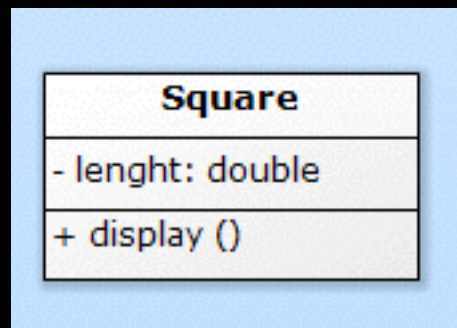 Square
- lenght: double
+ display ()